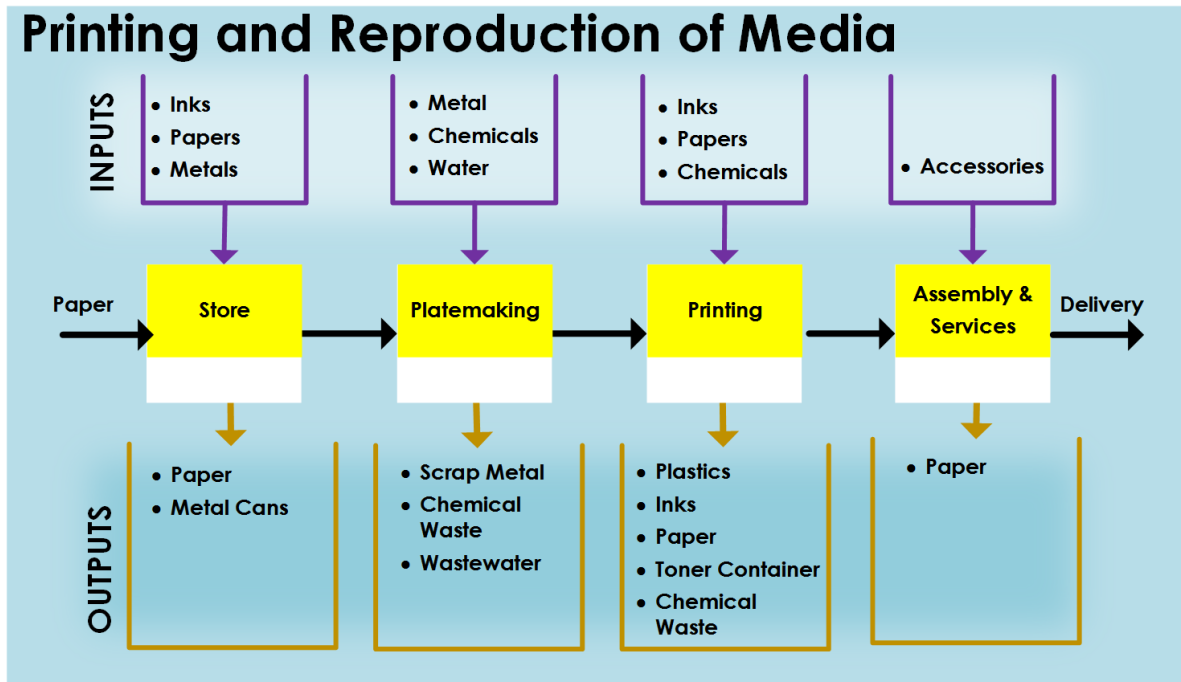 Printing and Reproduction of Media
INPUTS
• Inks
• Papers
• Metals
• Metal
• Chemicals
• Water
• Inks
• Papers
• Chemicals
• Accessories
Paper
Store
Platemaking
Printing
Assembly &
Services
Delivery
OUTPUTS
• Paper
• Metal Cans
• Scrap Metal
• Chemical
Waste
• Wastewater
• Plastics
• Inks
• Paper
• Toner Container
• Chemical
Waste
• Paper